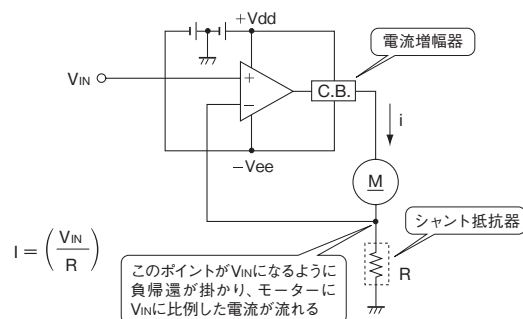 +Vdd
電流増幅器
VIN
+
−
C.B.
i
−Vee
M
シャント抵抗器
I = (VIN/R)
R
このポイントがVINになるように
負帰還が掛かり、モーターに
VINに比例した電流が流れる